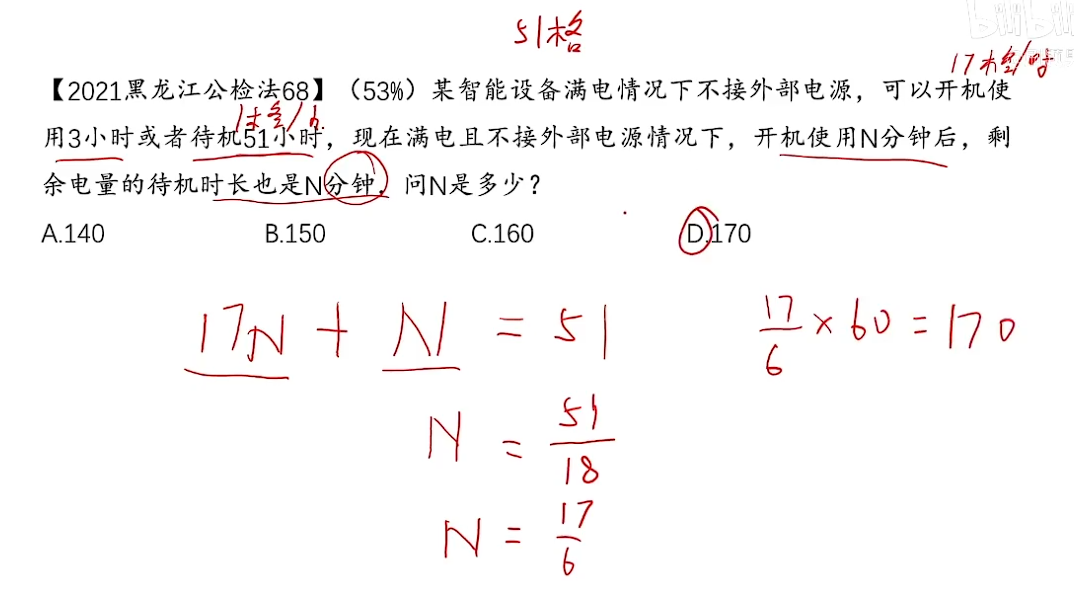 bilibili
51格
17格/时
【2021黑龙江公检法68】（53%）某智能设备满电情况下不接外部电源，可以开机使
1格/时
用3小时或者待机51小时，现在满电且不接外部电源情况下，开机使用N分钟后，剩
余电量的待机时长也是N分钟，问N是多少？
A.140 B.150 C.160 D.170
17N + N = 51
17/6 × 60 = 170
N = 51/18
N = 17/6